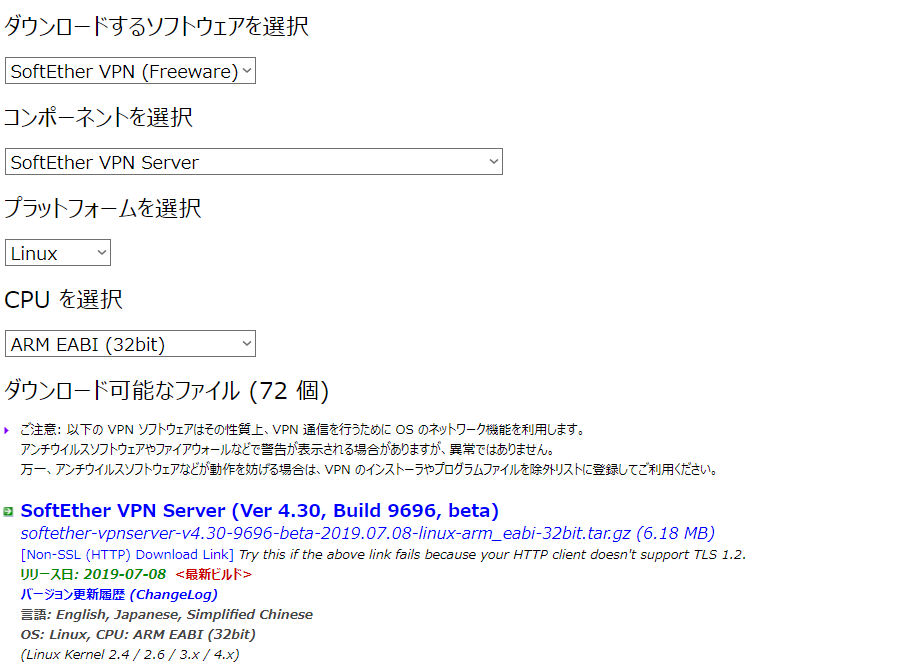 ダウンロードするソフトウェアを選択
SoftEther VPN (Freeware)
コンポーネントを選択
SoftEther VPN Server
プラットフォームを選択
Linux
CPU を選択
ARM EABI (32bit)
ダウンロード可能なファイル (72 個)
ご注意: 以下の VPN ソフトウェアはその性質上、VPN 通信を行うために OS のネットワーク機能を利用します。
アンチウイルスソフトウェアやファイアウォールなどで警告が表示される場合がありますが、異常ではありません。
万一、アンチウイルスソフトウェアなどが動作を妨げる場合は、VPN のインストーラやプログラムファイルを除外リストに登録してご利用ください。
SoftEther VPN Server (Ver 4.30, Build 9696, beta)
softether-vpnserver-v4.30-9696-beta-2019.07.08-linux-arm_eabi-32bit.tar.gz (6.18 MB)
[Non-SSL (HTTP) Download Link] Try this if the above link fails because your HTTP client doesn't support TLS 1.2.
リリース日: 2019-07-08 <最新ビルド>
バージョン更新履歴 (ChangeLog)
言語: English, Japanese, Simplified Chinese
OS: Linux, CPU: ARM EABI (32bit)
(Linux Kernel 2.4 / 2.6 / 3.x / 4.x)